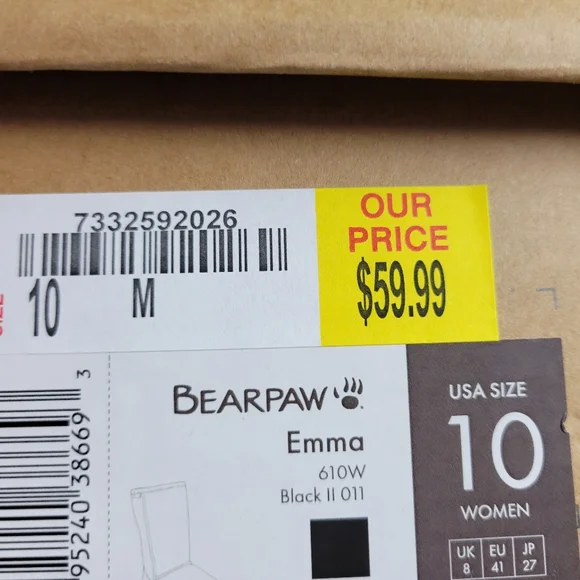 7332592026
10 M
OUR
PRICE
$59.99
BEARPAW
Emma
610W
Black II 011
USA SIZE
10
WOMEN
UK EU JP
8 41 27
95240 38669 3